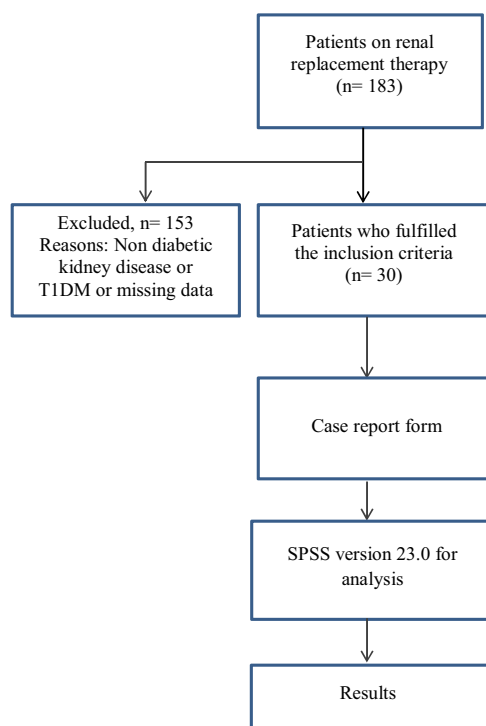 Patients on renal
replacement therapy
(n= 183)
Excluded, n= 153
Reasons: Non diabetic
kidney disease or
T1DM or missing data
Patients who fulfilled
the inclusion criteria
(n= 30)
Case report form
SPSS version 23.0 for
analysis
Results